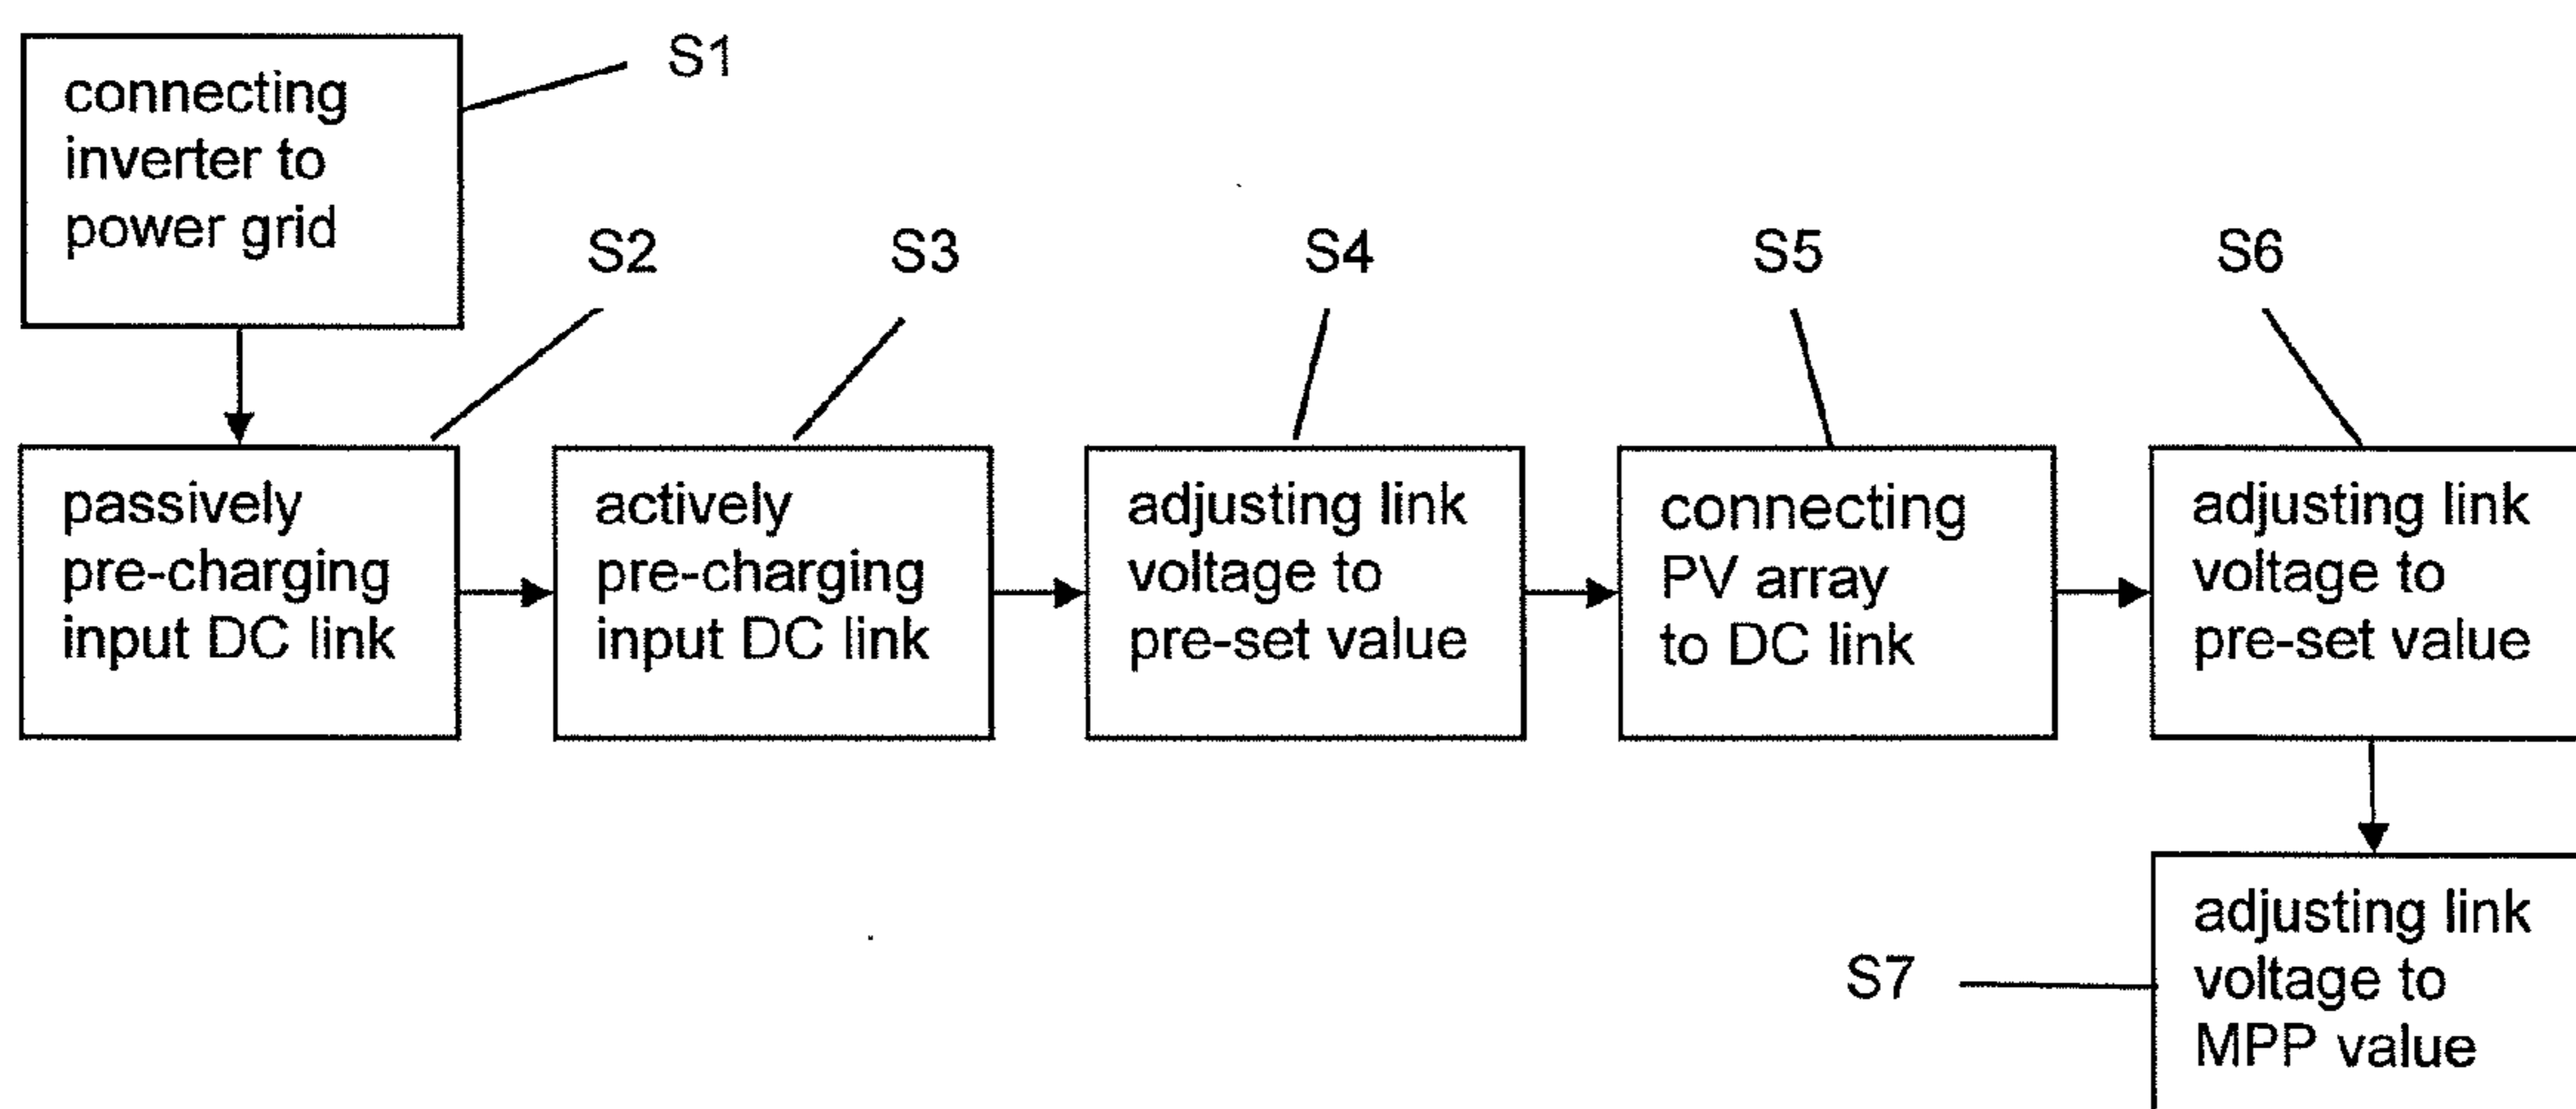 connecting
inverter to
power grid
S1
S2
S3
S4
S5
S6
passively
pre-charging
input DC link
actively
pre-charging
input DC link
adjusting link
voltage to
pre-set value
connecting
PV array
to DC link
adjusting link
voltage to
pre-set value
S7
adjusting link
voltage to
MPP value